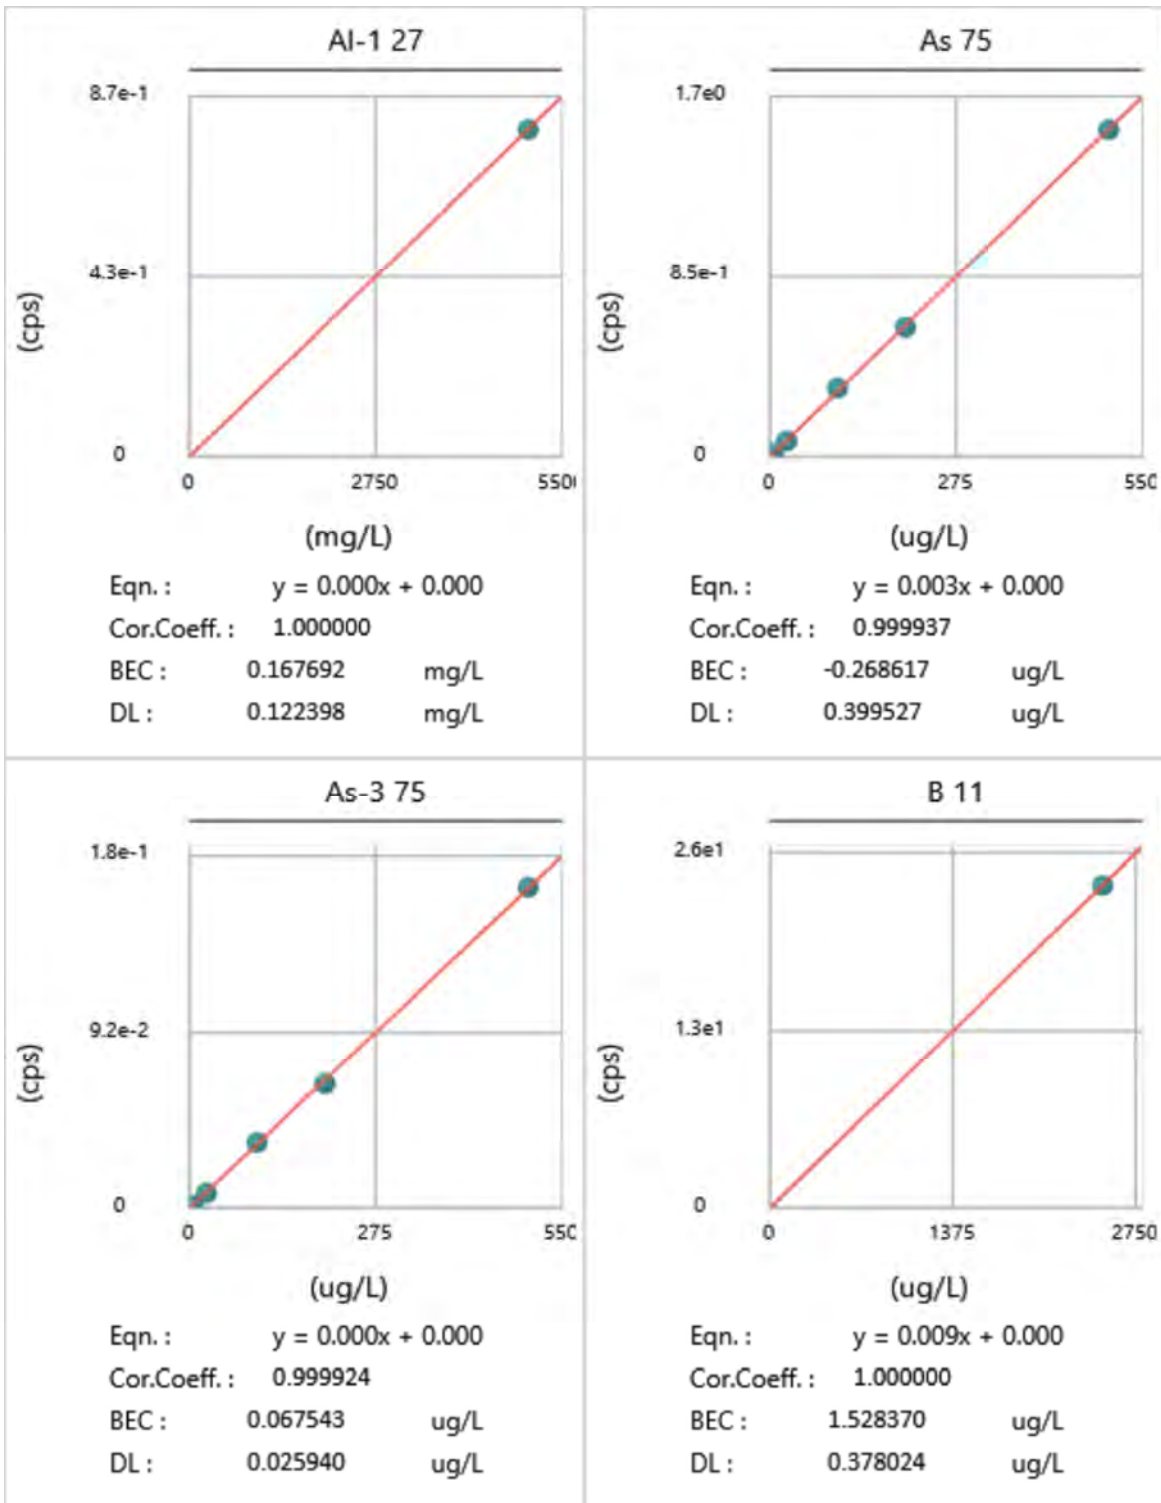 Al-1 27
8.7e-1
4.3e-1
0
(cps)
0 2750 550
(mg/L)
Eqn. : y = 0.000x + 0.000
Cor.Coeff. : 1.000000
BEC : 0.167692 mg/L
DL : 0.122398 mg/L
As 75
1.7e0
8.5e-1
0
(cps)
0 275 550
(ug/L)
Eqn. : y = 0.003x + 0.000
Cor.Coeff. : 0.999937
BEC : -0.268617 ug/L
DL : 0.399527 ug/L
As-3 75
1.8e-1
9.2e-2
0
(cps)
0 275 550
(ug/L)
Eqn. : y = 0.000x + 0.000
Cor.Coeff. : 0.999924
BEC : 0.067543 ug/L
DL : 0.025940 ug/L
B 11
2.6e1
1.3e1
0
(cps)
0 1375 2750
(ug/L)
Eqn. : y = 0.009x + 0.000
Cor.Coeff. : 1.000000
BEC : 1.528370 ug/L
DL : 0.378024 ug/L